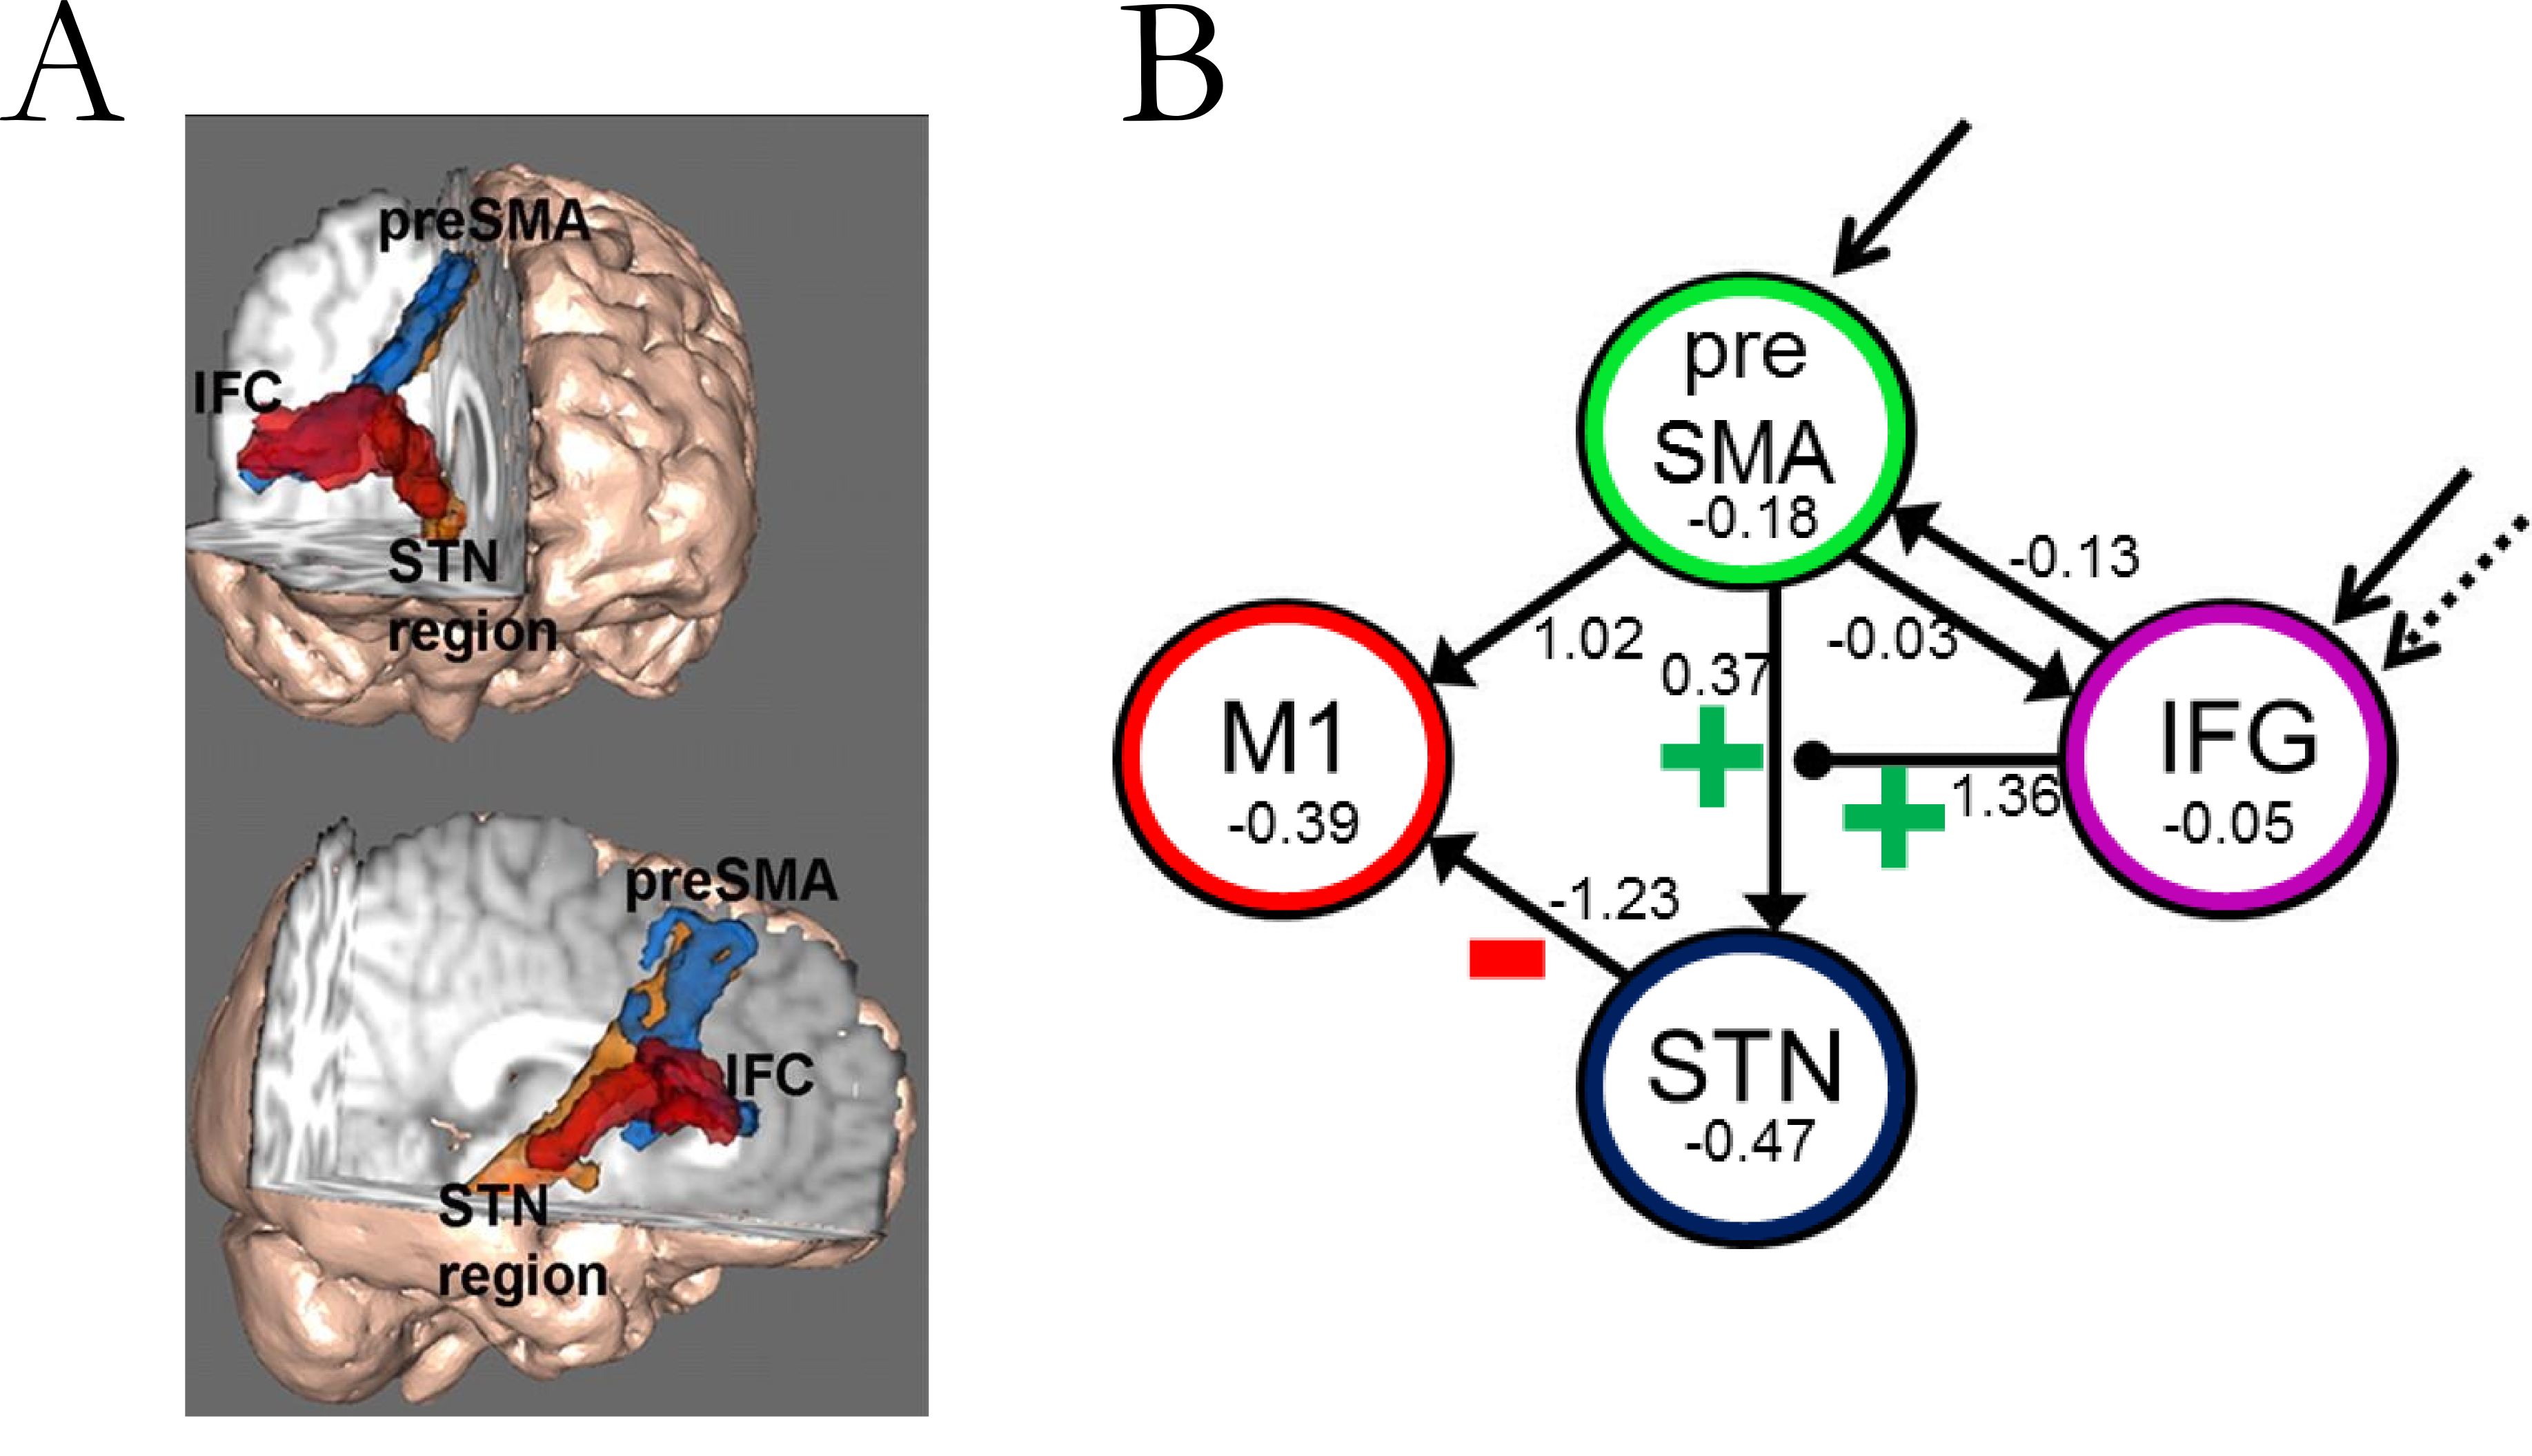 A
preSMA
IFC
STN
region
preSMA
IFC
STN
region
B
pre
SMA
-0.18
-0.13
1.02
0.37
-0.03
M1
-0.39
IFG
-0.05
+
+
1.36
-1.23
-
STN
-0.47